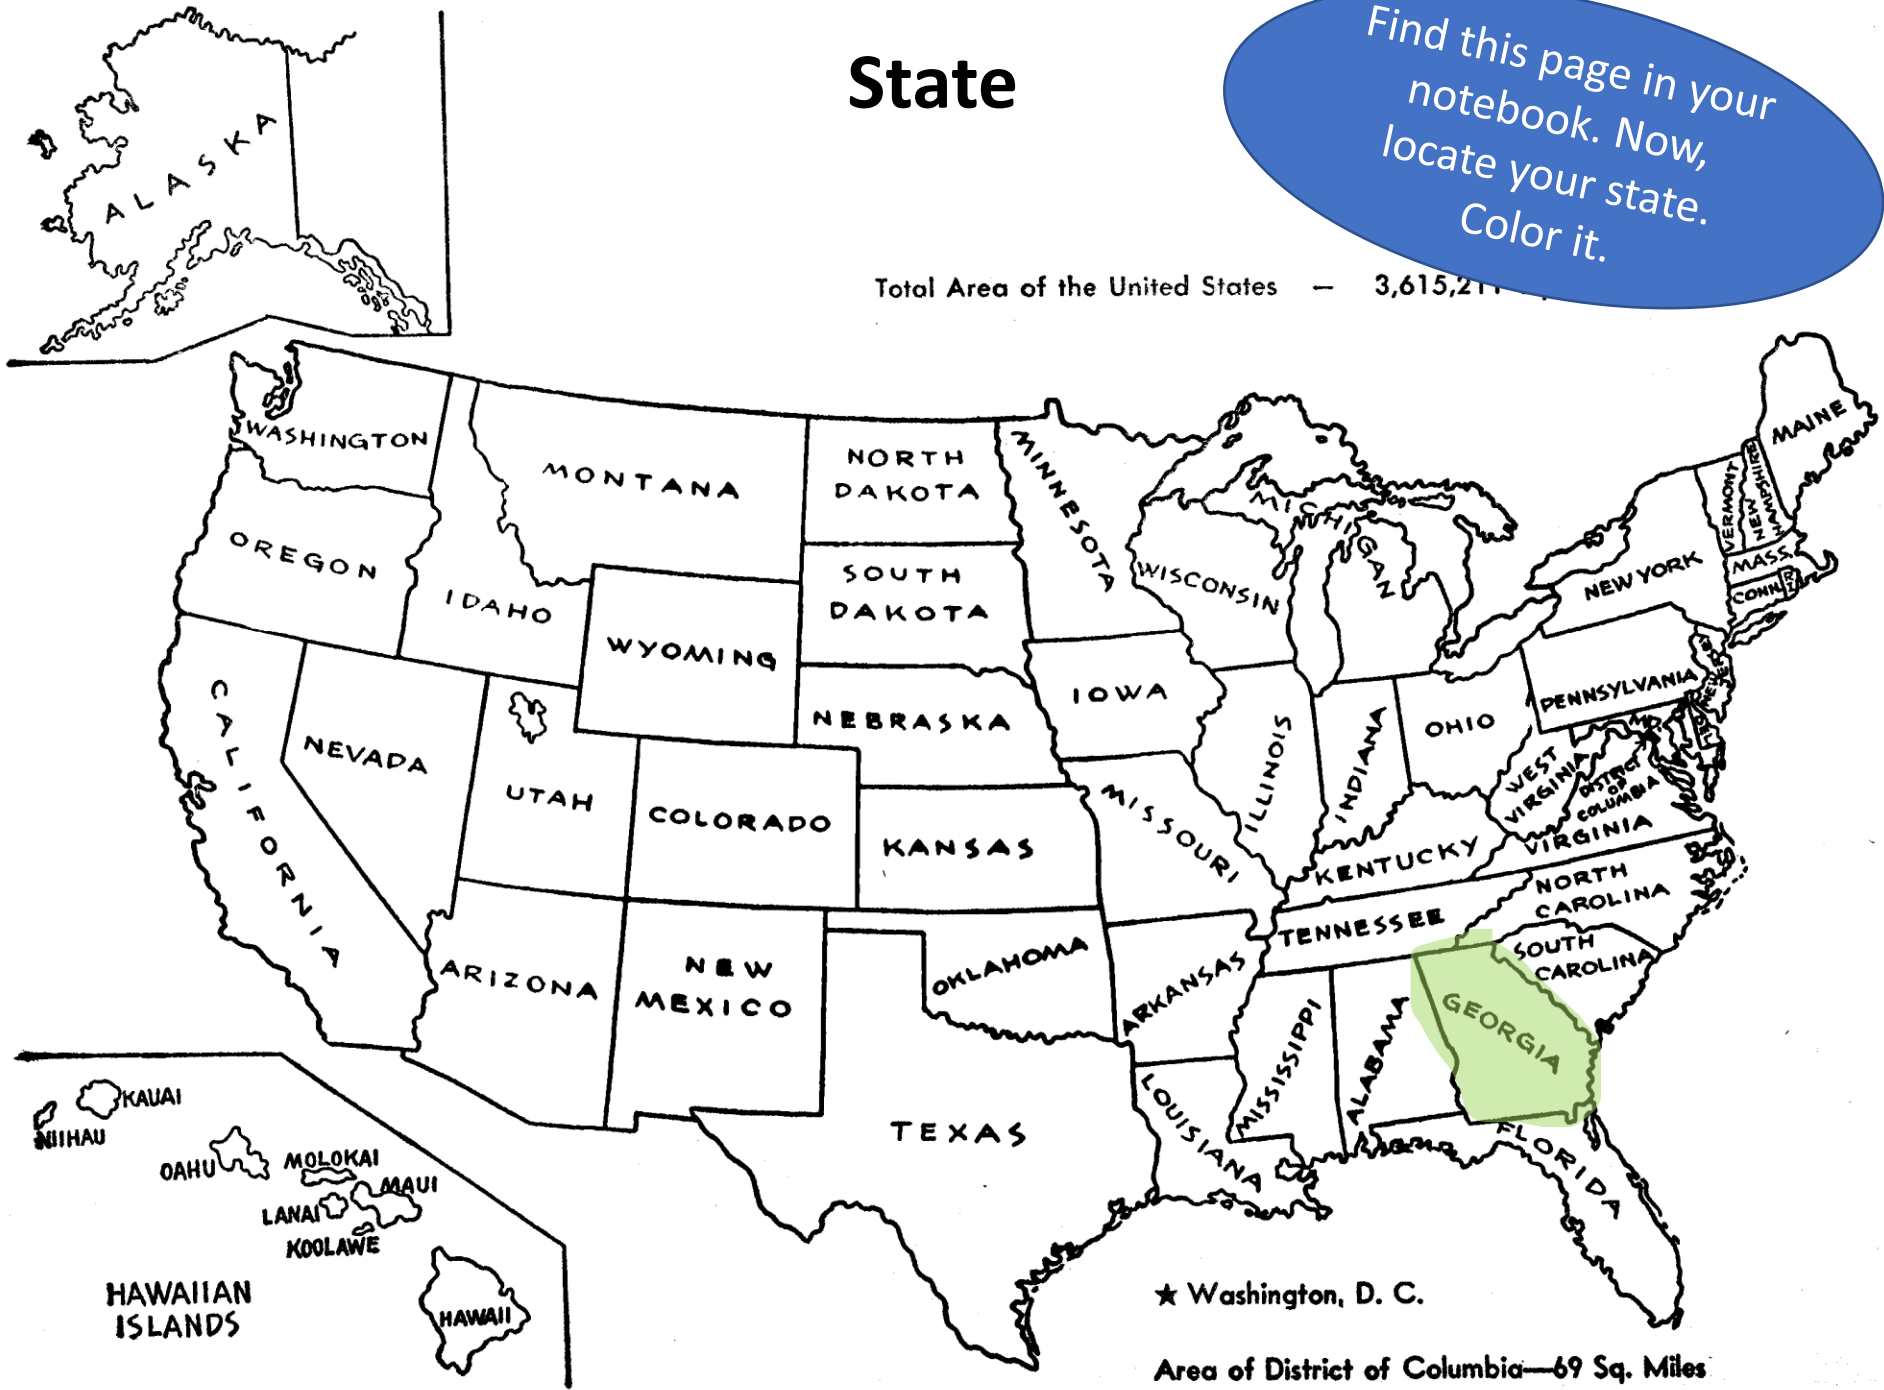 State
Find this page in your
notebook. Now,
locate your state.
Color it.
Total Area of the United States — 3,615,211
ALASKA
WASHINGTON
OREGON
CALIFORNIA
IDAHO
NEVADA
MONTANA
WYOMING
UTAH
COLORADO
ARIZONA
NEW
MEXICO
NORTH
DAKOTA
SOUTH
DAKOTA
NEBRASKA
KANSAS
OKLAHOMA
TEXAS
MINNESOTA
IOWA
MISSOURI
ARKANSAS
LOUISIANA
WISCONSIN
MICHIGAN
ILLINOIS
INDIANA
OHIO
KENTUCKY
TENNESSEE
MISSISSIPPI
ALABAMA
GEORGIA
FLORIDA
SOUTH
CAROLINA
NORTH
CAROLINA
VIRGINIA
WEST
VIRGINIA
DISTRICT
OF
COLUMBIA
MD.
PENNSYLVANIA
NEW YORK
VERMONT
NEW
HAMPSHIRE
MAINE
MASS.
CONN.
R.I.
KAUAI
NIIHAU
OAHU
MOLOKAI
MAUI
LANAI
KOOLAWE
HAWAII
HAWAIIAN
ISLANDS
★ Washington, D. C.
Area of District of Columbia—69 Sq. Miles